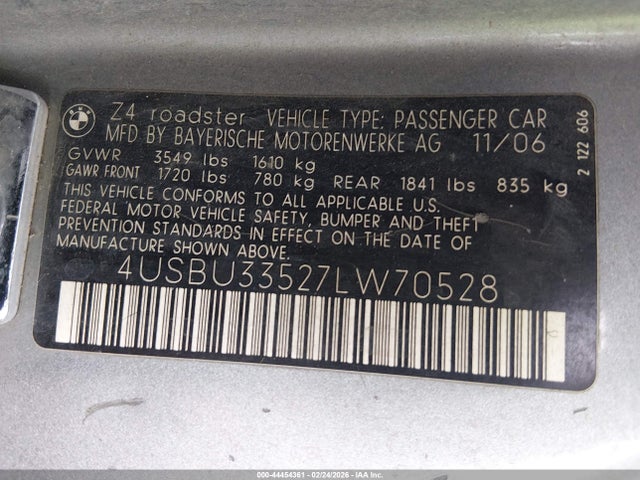 Z4 roadster VEHICLE TYPE: PASSENGER CAR
MFD BY BAYERISCHE MOTORENWERKE AG 11/06
GVWR 3549 lbs 1610 kg
GAWR FRONT 1720 lbs 780 kg REAR 1841 lbs 835 kg
THIS VEHICLE CONFORMS TO ALL APPLICABLE U.S.
FEDERAL MOTOR VEHICLE SAFETY, BUMPER AND THEFT
PREVENTION STANDARDS IN EFFECT ON THE DATE OF
MANUFACTURE SHOWN ABOVE.
4USBU33527LW70528
2 122 606
000-44454361 - 02/24/2026 - IAA Live Auctions